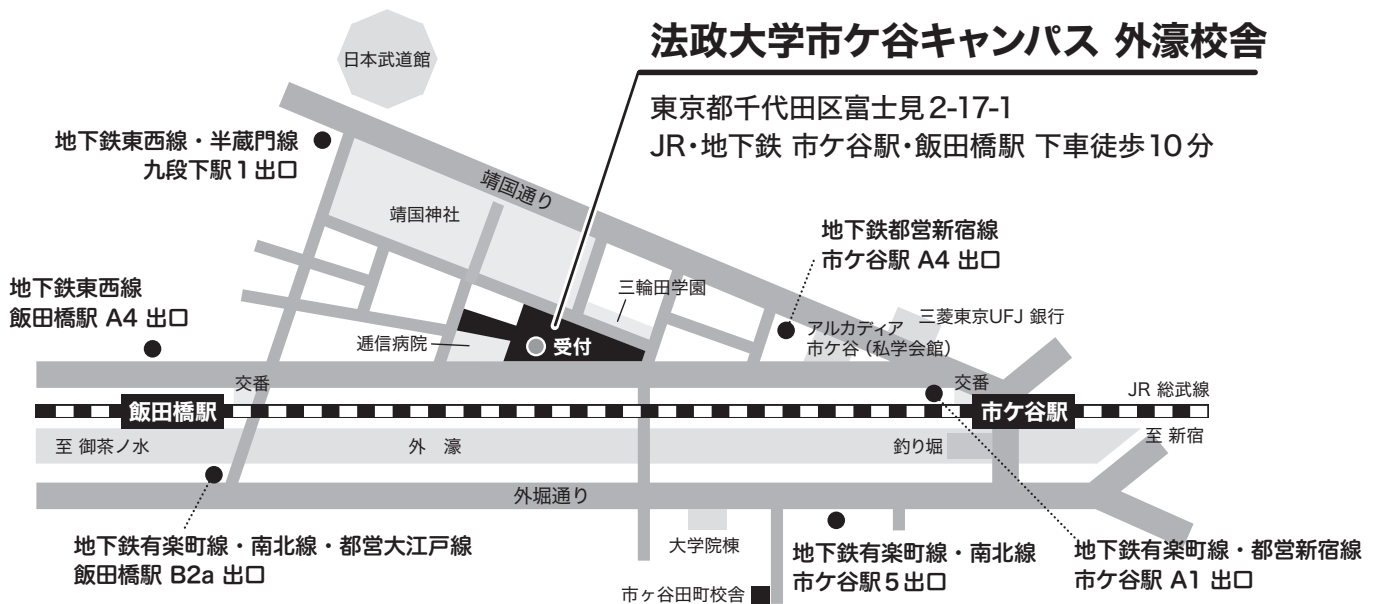 法政大学市ケ谷キャンパス 外濠校舎
東京都千代田区富士見2-17-1
JR・地下鉄 市ケ谷駅・飯田橋駅 下車徒歩10分
日本武道館
地下鉄東西線・半蔵門線
九段下駅1出口
靖国通り
靖国神社
地下鉄都営新宿線
市ケ谷駅 A4 出口
地下鉄東西線
飯田橋駅 A4 出口
三輪田学園
三菱東京UFJ 銀行
アルカディア
市ケ谷（私学会館）
逓信病院
受付
交番
交番
JR 総武線
飯田橋駅
市ケ谷駅
至 御茶ノ水
外 濠
釣り堀
至 新宿
外堀通り
地下鉄有楽町線・南北線・都営大江戸線
飯田橋駅 B2a 出口
大学院棟
地下鉄有楽町線・南北線
市ケ谷駅5出口
地下鉄有楽町線・都営新宿線
市ケ谷駅 A1 出口
市ヶ谷田町校舎